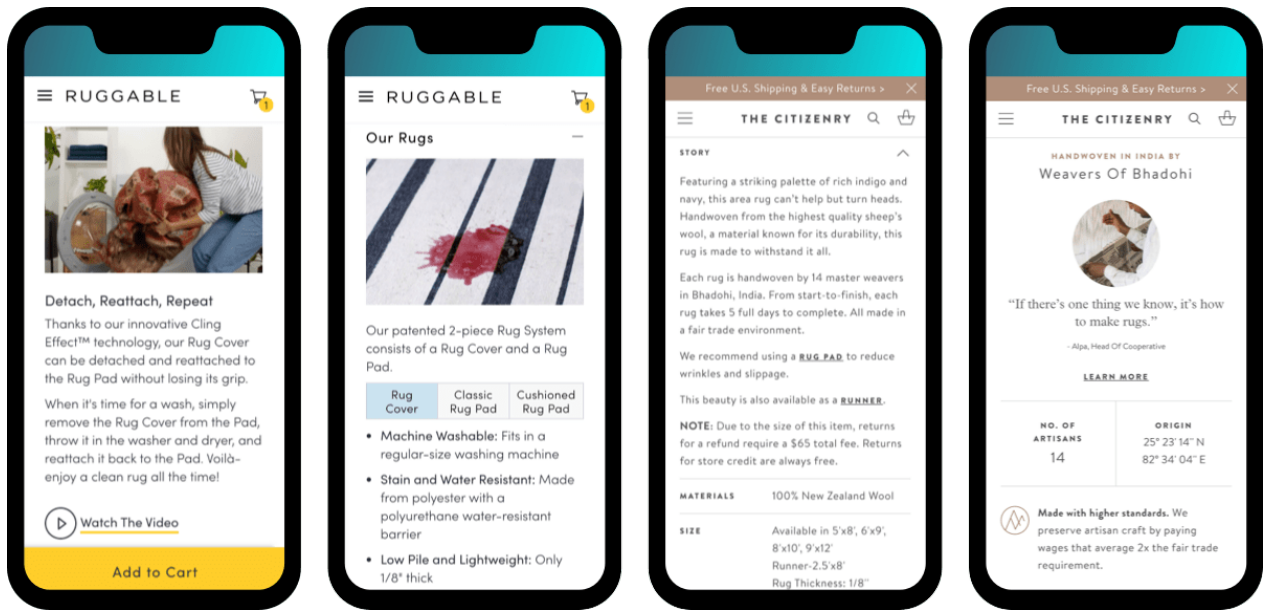 RUGGABLE
1
Detach, Reattach, Repeat
Thanks to our innovative Cling
Effect™ technology, our Rug Cover
can be detached and reattached to
the Rug Pad without losing its grip.
When it's time for a wash, simply
remove the Rug Cover from the Pad,
throw it in the washer and dryer, and
reattach it back to the Pad. Voilà-
enjoy a clean rug all the time!
Watch The Video
Add to Cart
RUGGABLE
1
Our Rugs
Our patented 2-piece Rug System
consists of a Rug Cover and a Rug
Pad.
Rug
Cover
Classic
Rug Pad
Cushioned
Rug Pad
• Machine Washable: Fits in a
regular-size washing machine
• Stain and Water Resistant: Made
from polyester with a
polyurethane water-resistant
barrier
• Low Pile and Lightweight: Only
1/8" thick
Free U.S. Shipping & Easy Returns >
THE CITIZENRY
STORY
Featuring a striking palette of rich indigo and
navy, this area rug can't help but turn heads.
Handwoven from the highest quality sheep's
wool, a material known for its durability, this
rug is made to withstand it all.
Each rug is handwoven by 14 master weavers
in Bhadohi, India. From start-to-finish, each
rug takes 5 full days to complete. All made in
a fair trade environment.
We recommend using a RUG PAD to reduce
wrinkles and slippage.
This beauty is also available as a RUNNER.
NOTE: Due to the size of this item, returns
for a refund require a $65 total fee. Returns
for store credit are always free.
MATERIALS 100% New Zealand Wool
SIZE Available in 5'x8', 6'x9',
8'x10', 9'x12'
Runner-2.5'x8'
Rug Thickness: 1/8"
Free U.S. Shipping & Easy Returns >
THE CITIZENRY
HANDWOVEN IN INDIA BY
Weavers Of Bhadohi
“If there's one thing we know, it's how
to make rugs.”
- Alpa, Head Of Cooperative
LEARN MORE
NO. OF
ARTISANS
14
ORIGIN
25° 23' 14" N
82° 34' 04" E
Made with higher standards. We
preserve artisan craft by paying
wages that average 2x the fair trade
requirement.